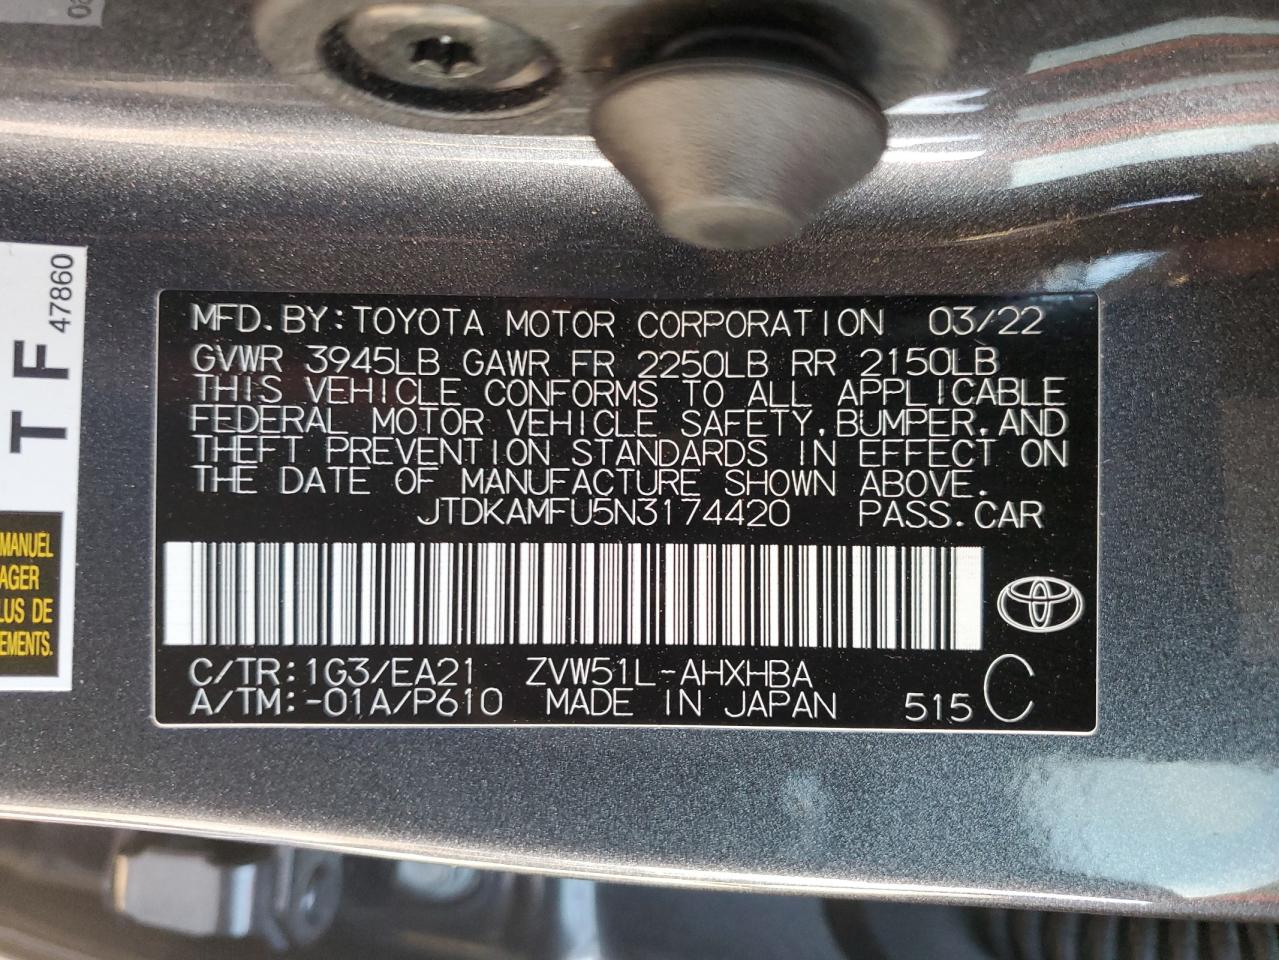 MFD.BY:TOYOTA MOTOR CORPORATION 03/22
GVWR 3945LB GAWR FR 2250LB RR 2150LB
THIS VEHICLE CONFORMS TO ALL APPLICABLE
FEDERAL MOTOR VEHICLE SAFETY,BUMPER,AND
THEFT PREVENTION STANDARDS IN EFFECT ON
THE DATE OF MANUFACTURE SHOWN ABOVE.
JTDKAMFU5N3174420 PASS.CAR
C/TR:1G3/EA21 ZVW51L-AHXHBA
A/TM:-01A/P610 MADE IN JAPAN 515 C
T F
47860
MANUEL
AGER
LUS DE
EMENTS.